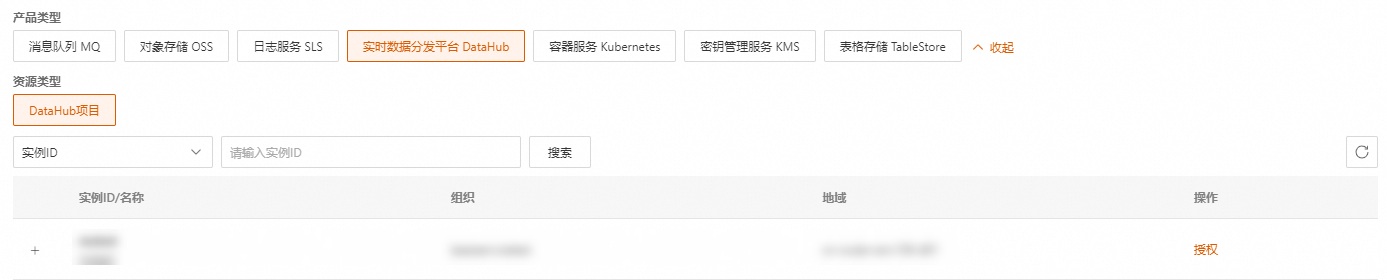 产品类型
消息队列 MQ 对象存储 OSS 日志服务 SLS 实时数据分发平台 DataHub 容器服务 Kubernetes 密钥管理服务 KMS 表格存储 TableStore 收起
资源类型
DataHub项目
实例ID 请输入实例ID 搜索
实例ID/名称 组织 地域 操作
授权